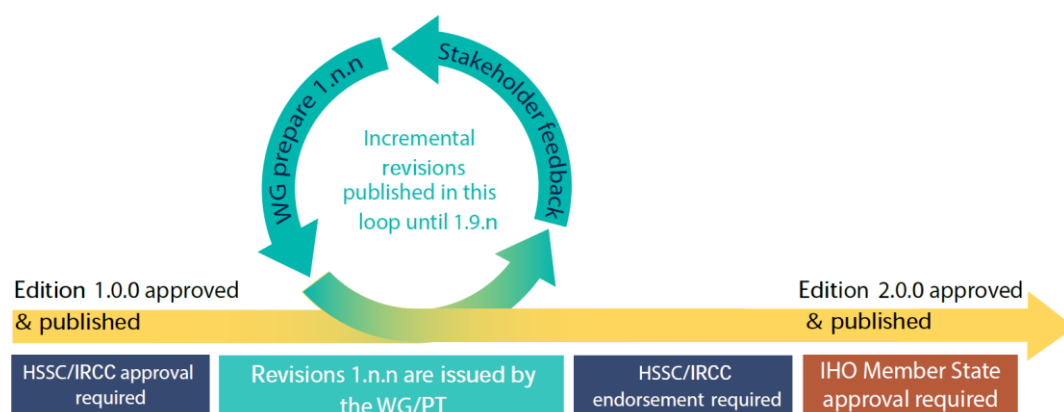 WG prepare 1.n.n
Stakeholder feedback
Incremental
revisions
published in this
loop until 1.9.n
Edition 1.0.0 approved
& published
Edition 2.0.0 approved
& published
HSSC/IRCC approval
required
Revisions 1.n.n are issued by
the WG/PT
HSSC/IRCC
endorsement required
IHO Member State
approval required